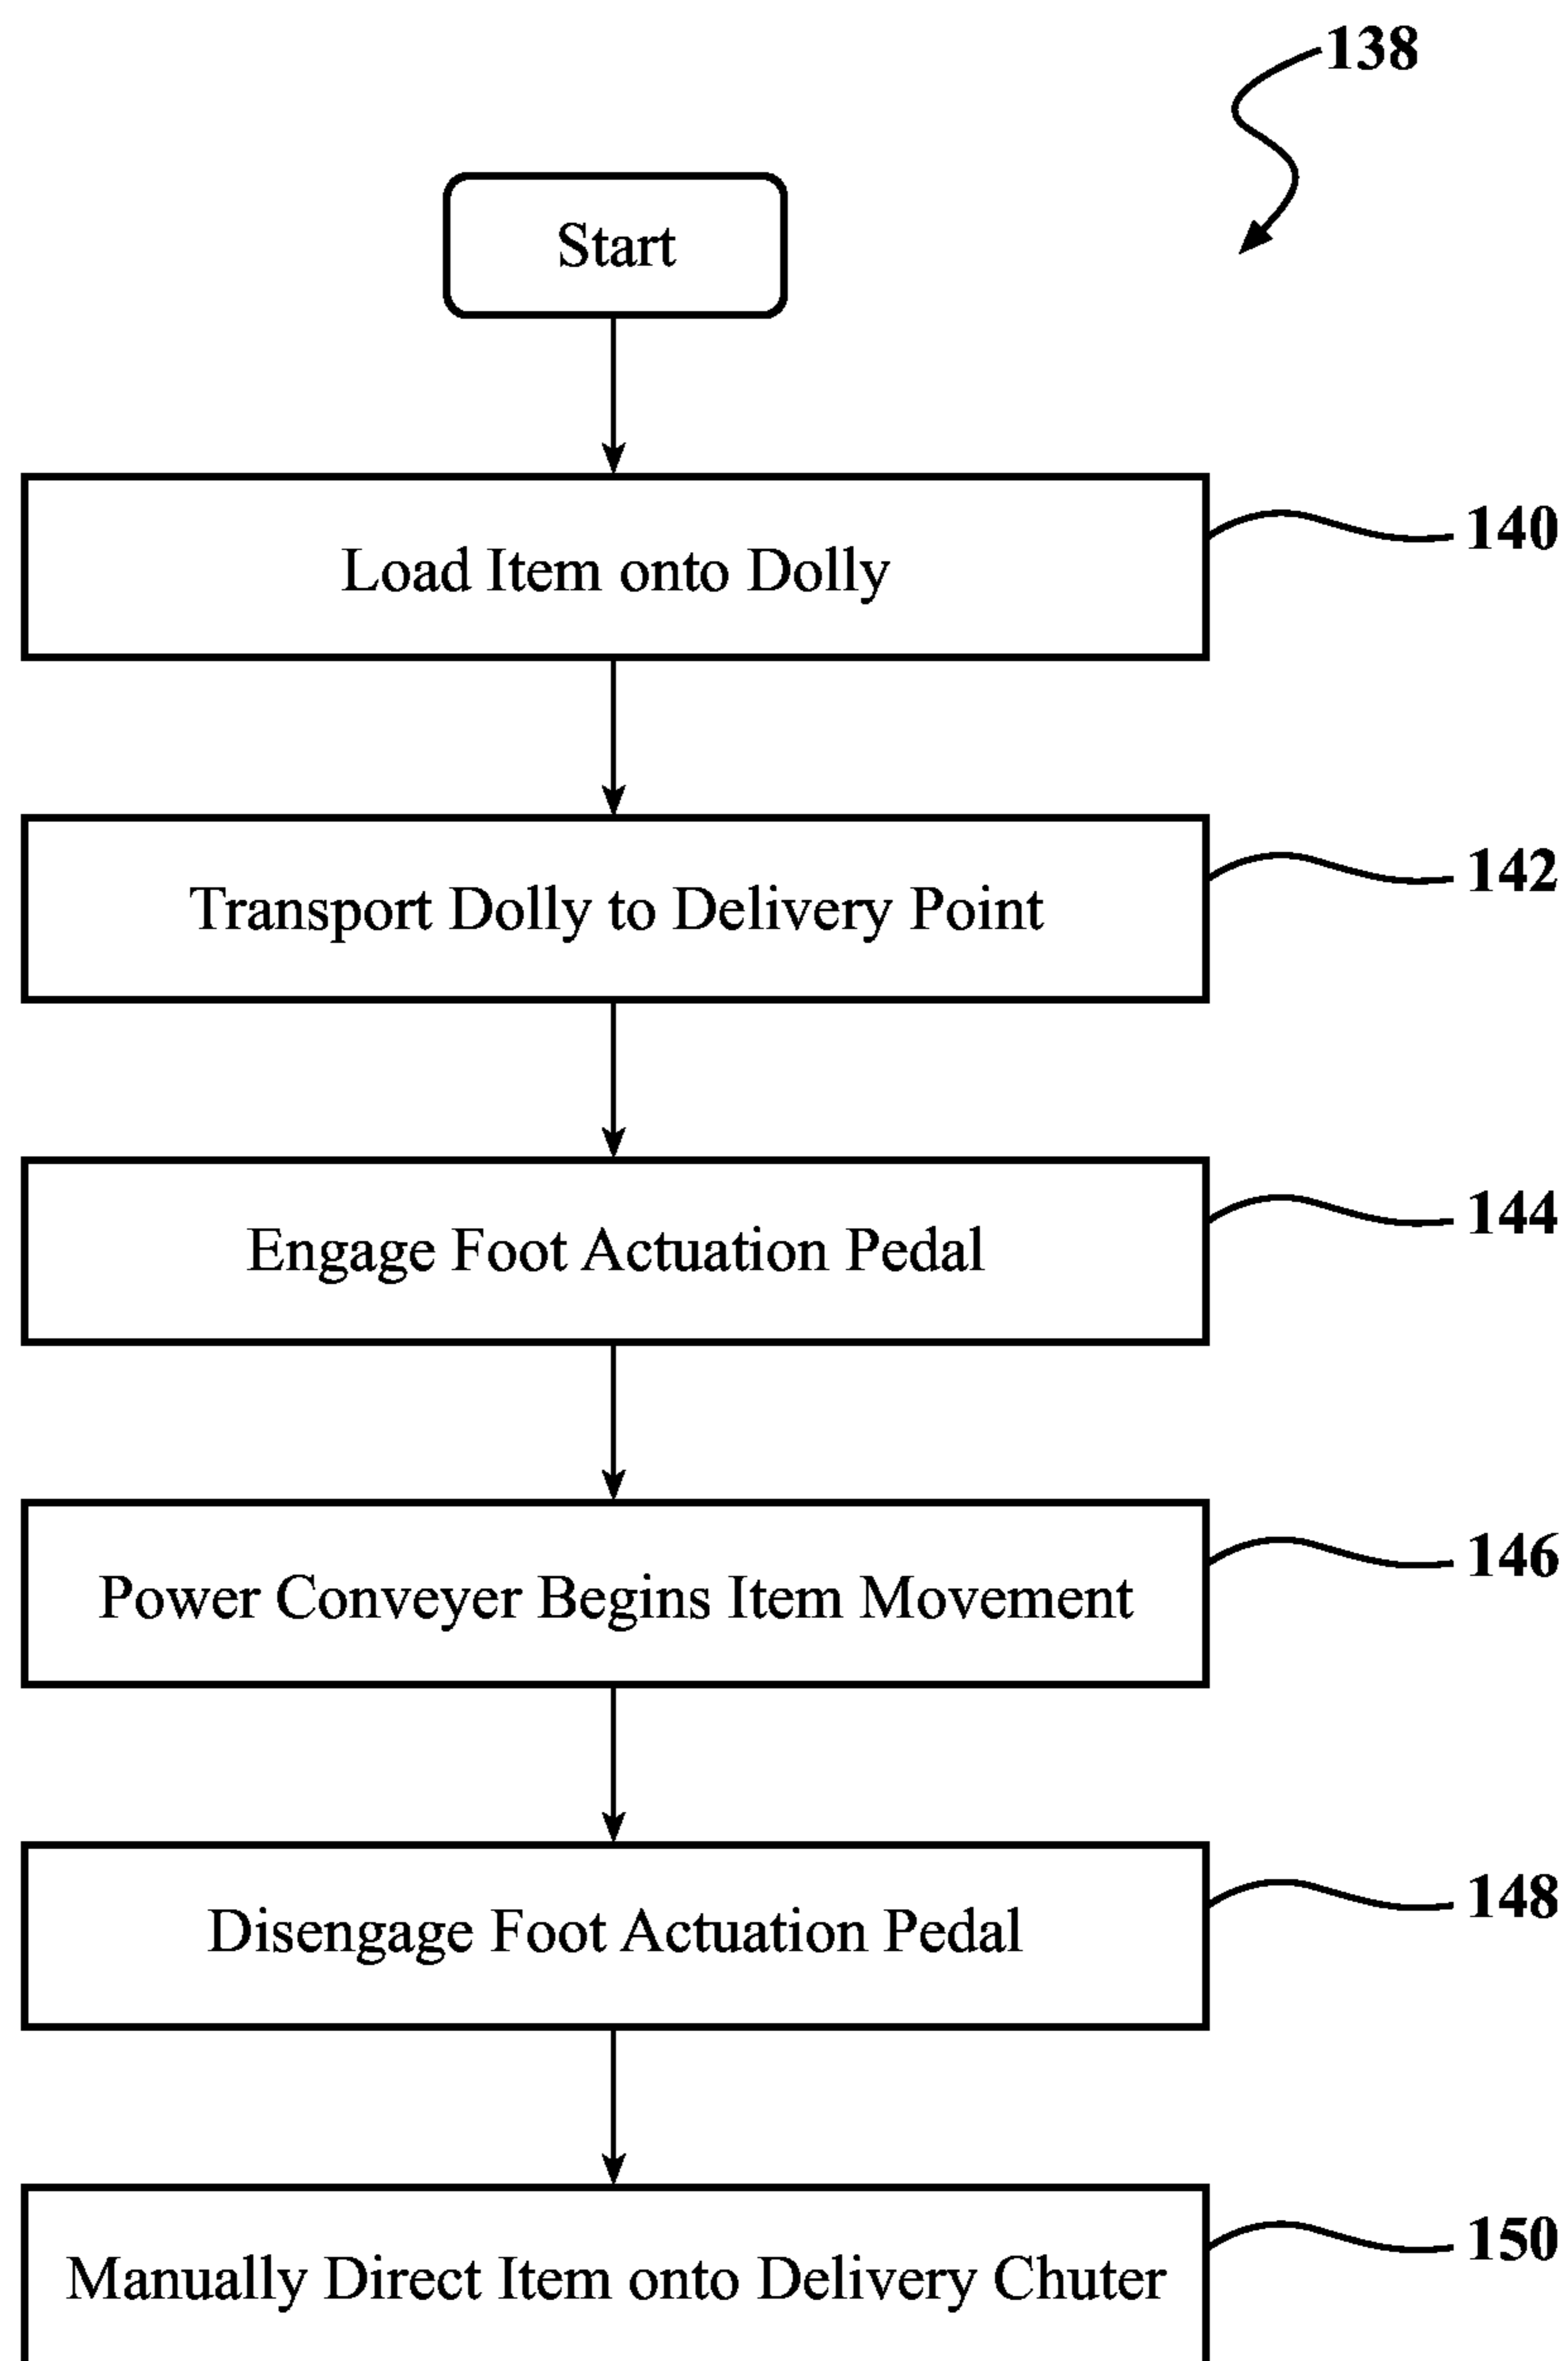 138
Start
Load Item onto Dolly
140
Transport Dolly to Delivery Point
142
Engage Foot Actuation Pedal
144
Power Conveyer Begins Item Movement
146
Disengage Foot Actuation Pedal
148
Manually Direct Item onto Delivery Chuter
150